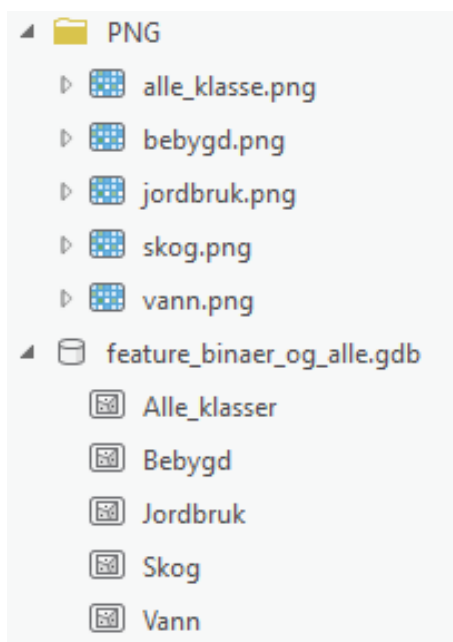 PNG
alle_klasse.png
bebygd.png
jordbruk.png
skog.png
vann.png
feature_binaer_og_alle.gdb
Alle_klasser
Bebygd
Jordbruk
Skog
Vann